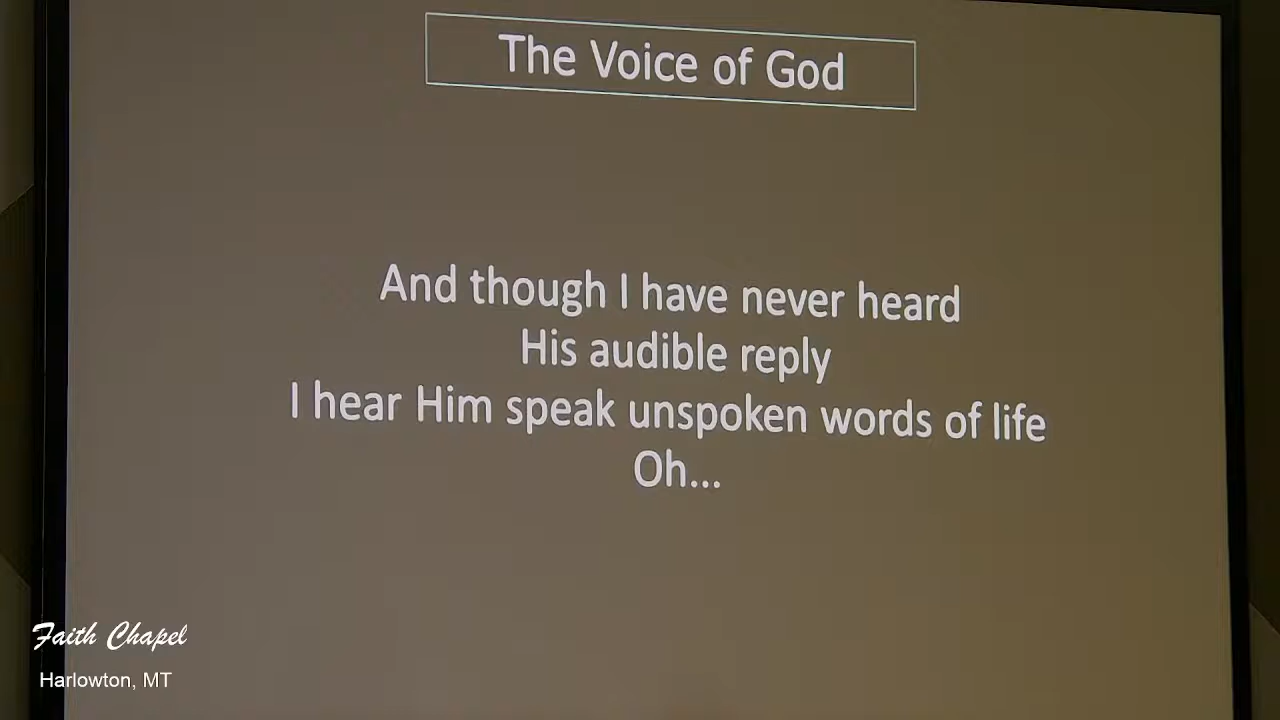 The Voice of God
And though I have never heard
His audible reply
I hear Him speak unspoken words of life
Oh...
Faith Chapel
Harlowton, MT